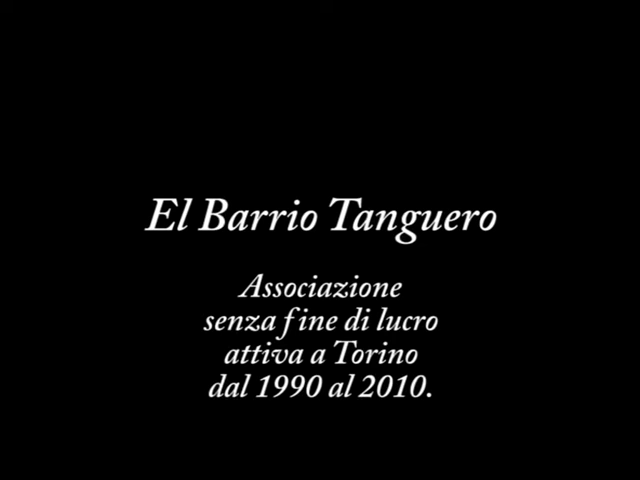 El Barrio Tanguero
Associazione
senza fine di lucro
attiva a Torino
dal 1990 al 2010.